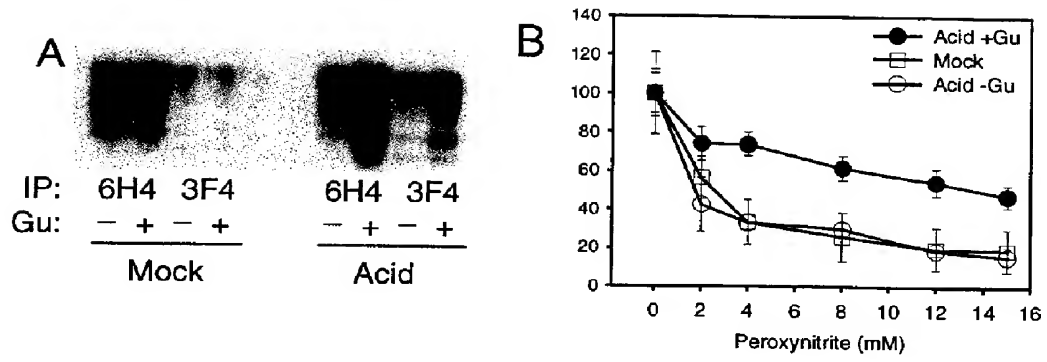 A
IP: 6H4 3F4
Gu: − + − +
Mock
6H4 3F4
− + − +
Acid
B
140
120
100
80
60
40
20
0
Acid +Gu
Mock
Acid -Gu
0 2 4 6 8 10 12 14 16
Peroxynitrite (mM)